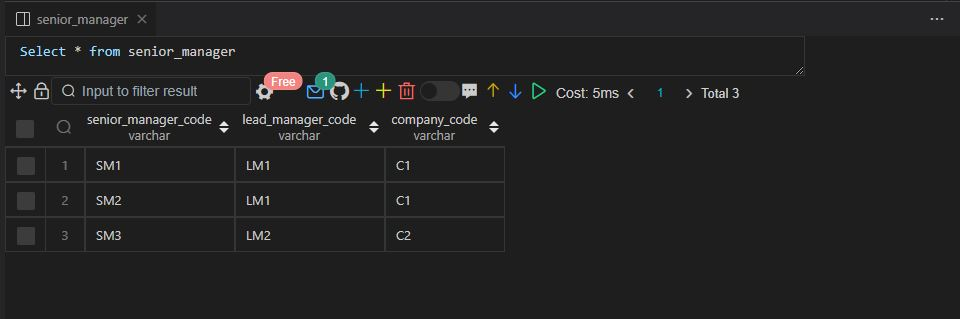 senior_manager
Select * from senior_manager
Input to filter result Free 1 Cost: 5ms 1 Total 3
senior_manager_code lead_manager_code company_code
varchar varchar varchar
1 SM1 LM1 C1
2 SM2 LM1 C1
3 SM3 LM2 C2